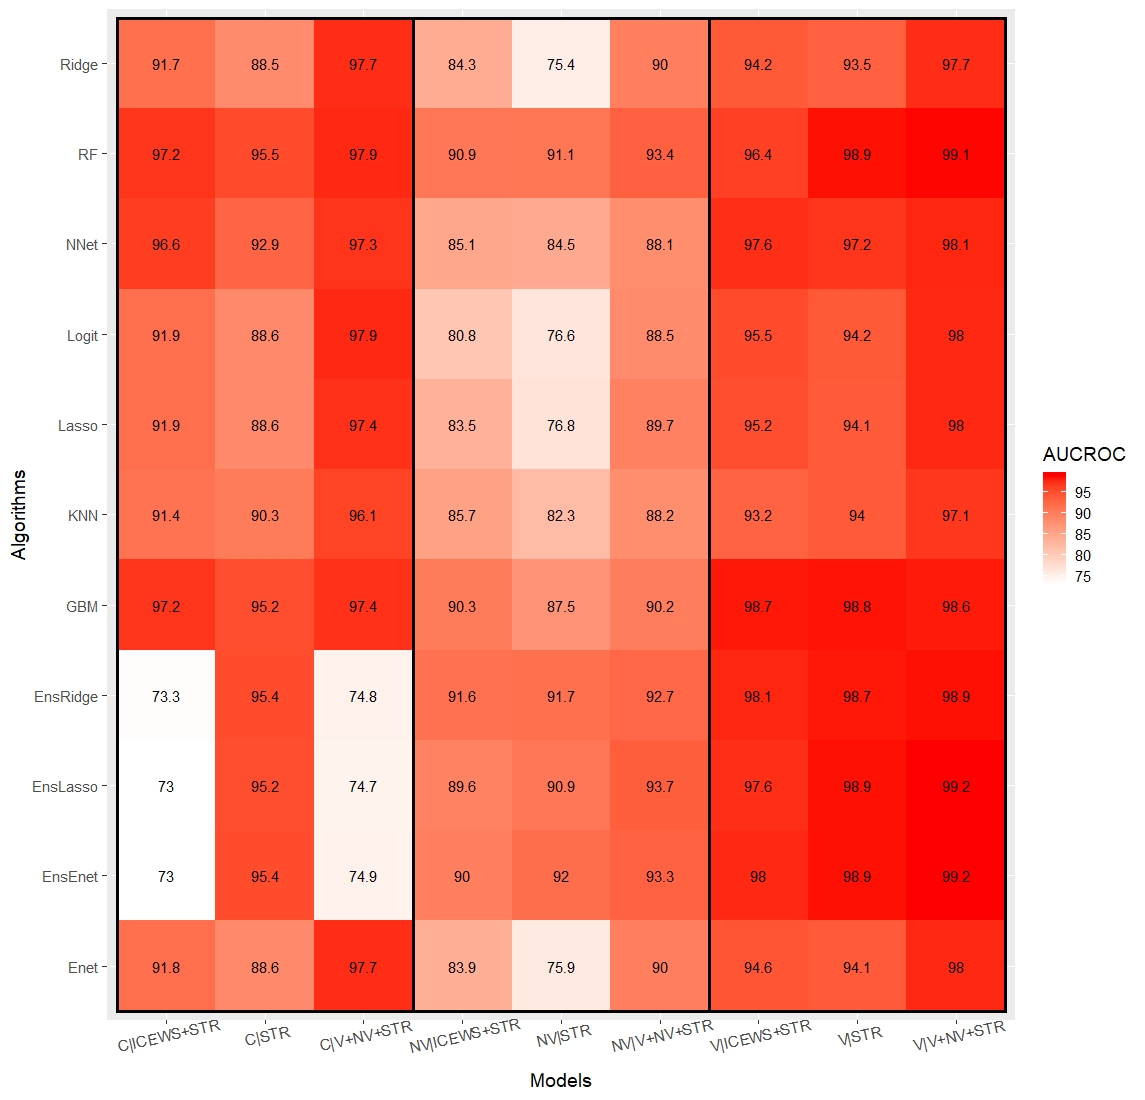 Ridge 91.7 88.5 97.7 84.3 75.4 90 94.2 93.5 97.7
RF 97.2 95.5 97.9 90.9 91.1 93.4 96.4 98.9 99.1
NNet 96.6 92.9 97.3 85.1 84.5 88.1 97.6 97.2 98.1
Logit 91.9 88.6 97.9 80.8 76.6 88.5 95.5 94.2 98
Lasso 91.9 88.6 97.4 83.5 76.8 89.7 95.2 94.1 98
KNN 91.4 90.3 96.1 85.7 82.3 88.2 93.2 94 97.1
GBM 97.2 95.2 97.4 90.3 87.5 90.2 98.7 98.8 98.6
EnsRidge 73.3 95.4 74.8 91.6 91.7 92.7 98.1 98.7 98.9
EnsLasso 73 95.2 74.7 89.6 90.9 93.7 97.6 98.9 99.2
EnsEnet 73 95.4 74.9 90 92 93.3 98 98.9 99.2
Enet 91.8 88.6 97.7 83.9 75.9 90 94.6 94.1 98
C|ICEWS+STR C|STR C|V+NV+STR NV|ICEWS+STR NV|STR NV|V+NV+STR V|ICEWS+STR V|STR V|V+NV+STR
Models
Algorithms
AUCROC
95
90
85
80
75